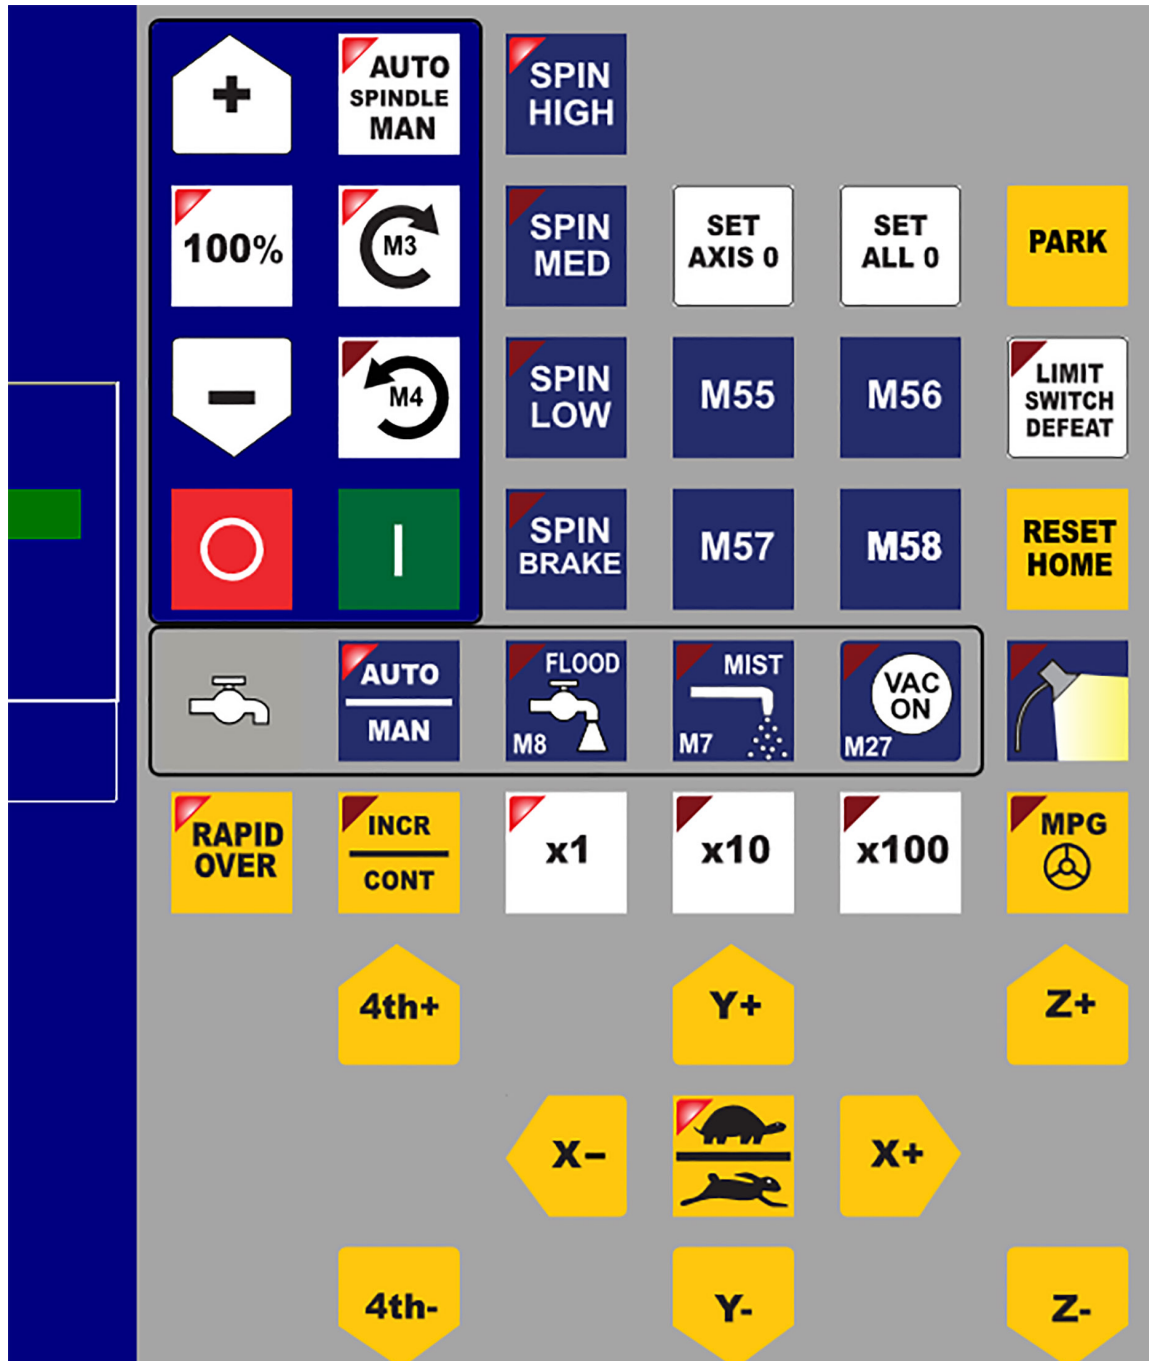 +
AUTO
SPINDLE
MAN
SPIN
HIGH
100%
M3
SPIN
MED
SET
AXIS 0
SET
ALL 0
PARK
−
M4
SPIN
LOW
M55
M56
LIMIT
SWITCH
DEFEAT
SPIN
BRAKE
M57
M58
RESET
HOME
AUTO
MAN
FLOOD
M8
MIST
M7
VAC
ON
M27
RAPID
OVER
INCR
CONT
x1
x10
x100
MPG
4th+
Y+
Z+
X−
X+
4th-
Y-
Z-